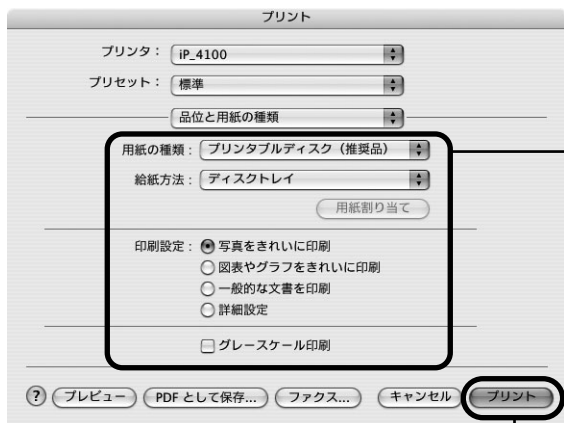 プリント
プリンタ： iP_4100
プリセット： 標準
品位と用紙の種類
用紙の種類： プリンタブルディスク（推奨品）
給紙方法： ディスクトレイ
用紙割り当て
印刷設定： 写真をきれいに印刷
図表やグラフをきれいに印刷
一般的な文書を印刷
詳細設定
グレースケール印刷
? プレビュー PDF として保存... ファクス... キャンセル プリント